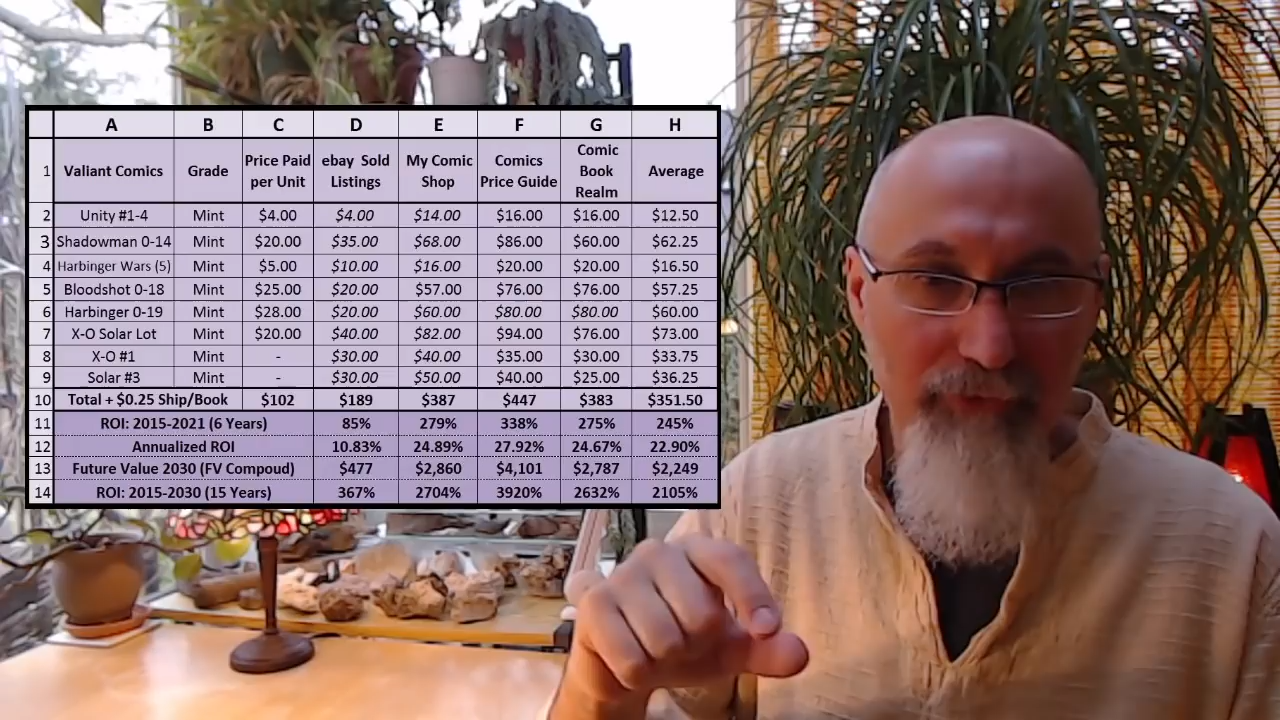 A B C D E F G H
1 Valiant Comics Grade Price Paid per Unit ebay Sold Listings My Comic Shop Comics Price Guide Comic Book Realm Average
2 Unity #1-4 Mint $4.00 $4.00 $14.00 $16.00 $16.00 $12.50
3 Shadowman 0-14 Mint $20.00 $35.00 $68.00 $86.00 $60.00 $62.25
4 Harbinger Wars (5) Mint $5.00 $10.00 $16.00 $20.00 $20.00 $16.50
5 Bloodshot 0-18 Mint $25.00 $20.00 $57.00 $76.00 $76.00 $57.25
6 Harbinger 0-19 Mint $28.00 $20.00 $60.00 $80.00 $80.00 $60.00
7 X-O Solar Lot Mint $20.00 $40.00 $82.00 $94.00 $76.00 $73.00
8 X-O #1 Mint - $30.00 $40.00 $35.00 $30.00 $33.75
9 Solar #3 Mint - $30.00 $50.00 $40.00 $25.00 $36.25
10 Total + $0.25 Ship/Book $102 $189 $387 $447 $383 $351.50
11 ROI: 2015-2021 (6 Years) 85% 279% 338% 275% 245%
12 Annualized ROI 10.83% 24.89% 27.92% 24.67% 22.90%
13 Future Value 2030 (FV Compoud) $477 $2,860 $4,101 $2,787 $2,249
14 ROI: 2015-2030 (15 Years) 367% 2704% 3920% 2632% 2105%